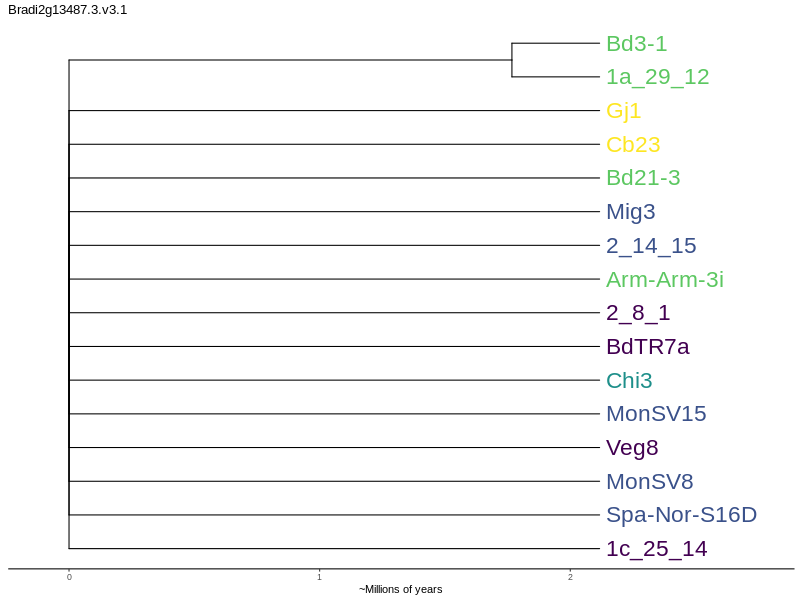 Bradi2g13487.3.v3.1
Bd3-1
1a_29_12
Gj1
Cb23
Bd21-3
Mig3
2_14_15
Arm-Arm-3i
2_8_1
BdTR7a
Chi3
MonSV15
Veg8
MonSV8
Spa-Nor-S16D
1c_25_14
0 1 2
~Millions of years